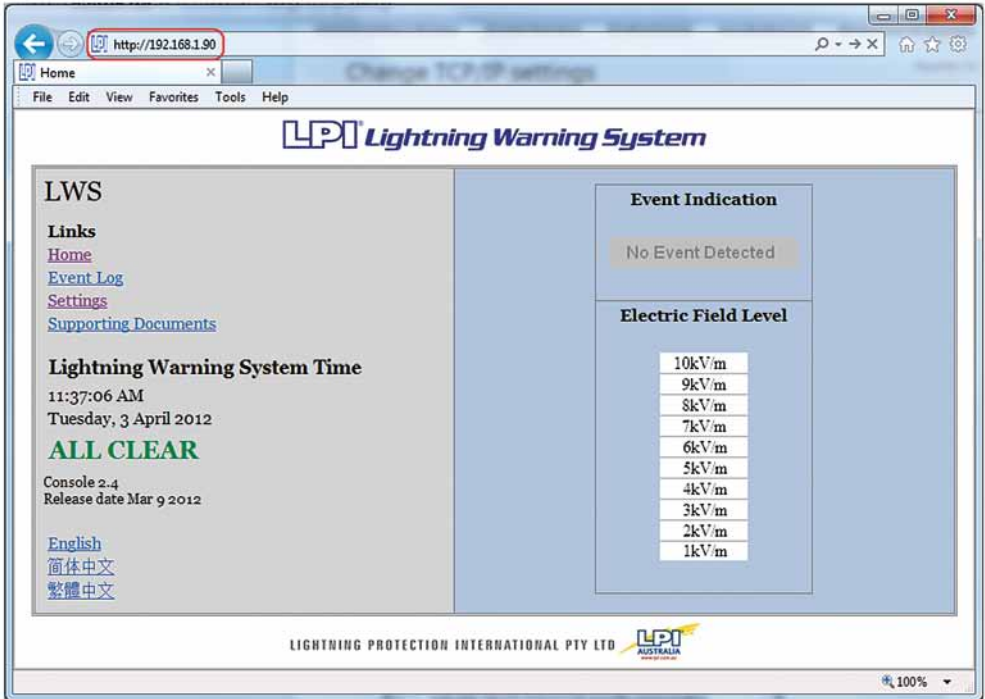 Change TCP/IP settings
http://192.168.1.90
Home
File Edit View Favorites Tools Help
LPI Lightning Warning System
LWS
Links
Home
Event Log
Settings
Supporting Documents
Lightning Warning System Time
11:37:06 AM
Tuesday, 3 April 2012
ALL CLEAR
Console 2.4
Release date Mar 9 2012
English
简体中文
繁體中文
Event Indication
No Event Detected
Electric Field Level
10kV/m
9kV/m
8kV/m
7kV/m
6kV/m
5kV/m
4kV/m
3kV/m
2kV/m
1kV/m
LIGHTNING PROTECTION INTERNATIONAL PTY LTD
LPI
AUSTRALIA
www.lpi.com.au
100%